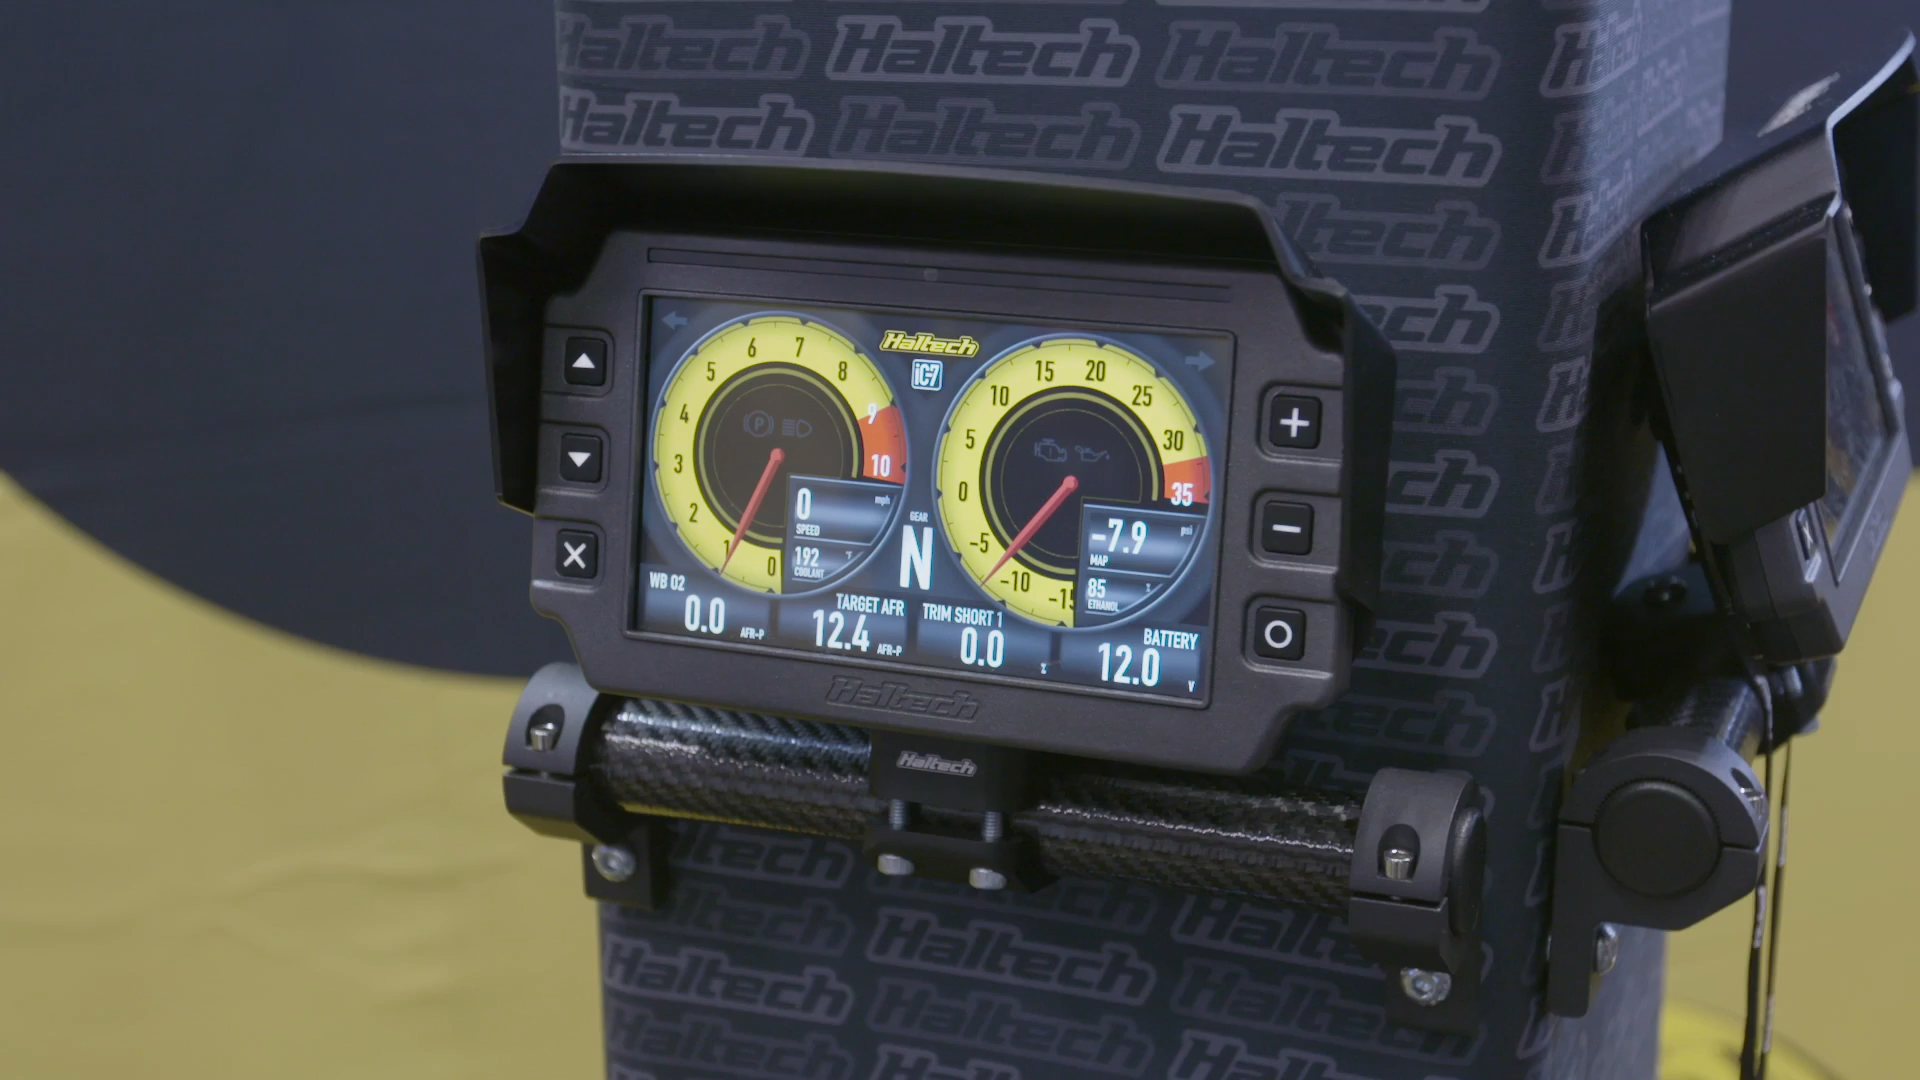 Haltech Haltech Haltech
Haltech Haltech Haltech
Haltech
iC-7
0 1 2 3 4 5 6 7 8 9 10
P
0 mph
SPEED
192 °F
COOLANT
GEAR
N
-15 -10 -5 0 5 10 15 20 25 30 35
-7.9 psi
MAP
85 %
ETHANOL
WB O2
0.0 AFR-P
TARGET AFR
12.4 AFR-P
TRIM SHORT 1
0.0 %
BATTERY
12.0 V
Haltech
Haltech
Haltech
Haltech
Haltech